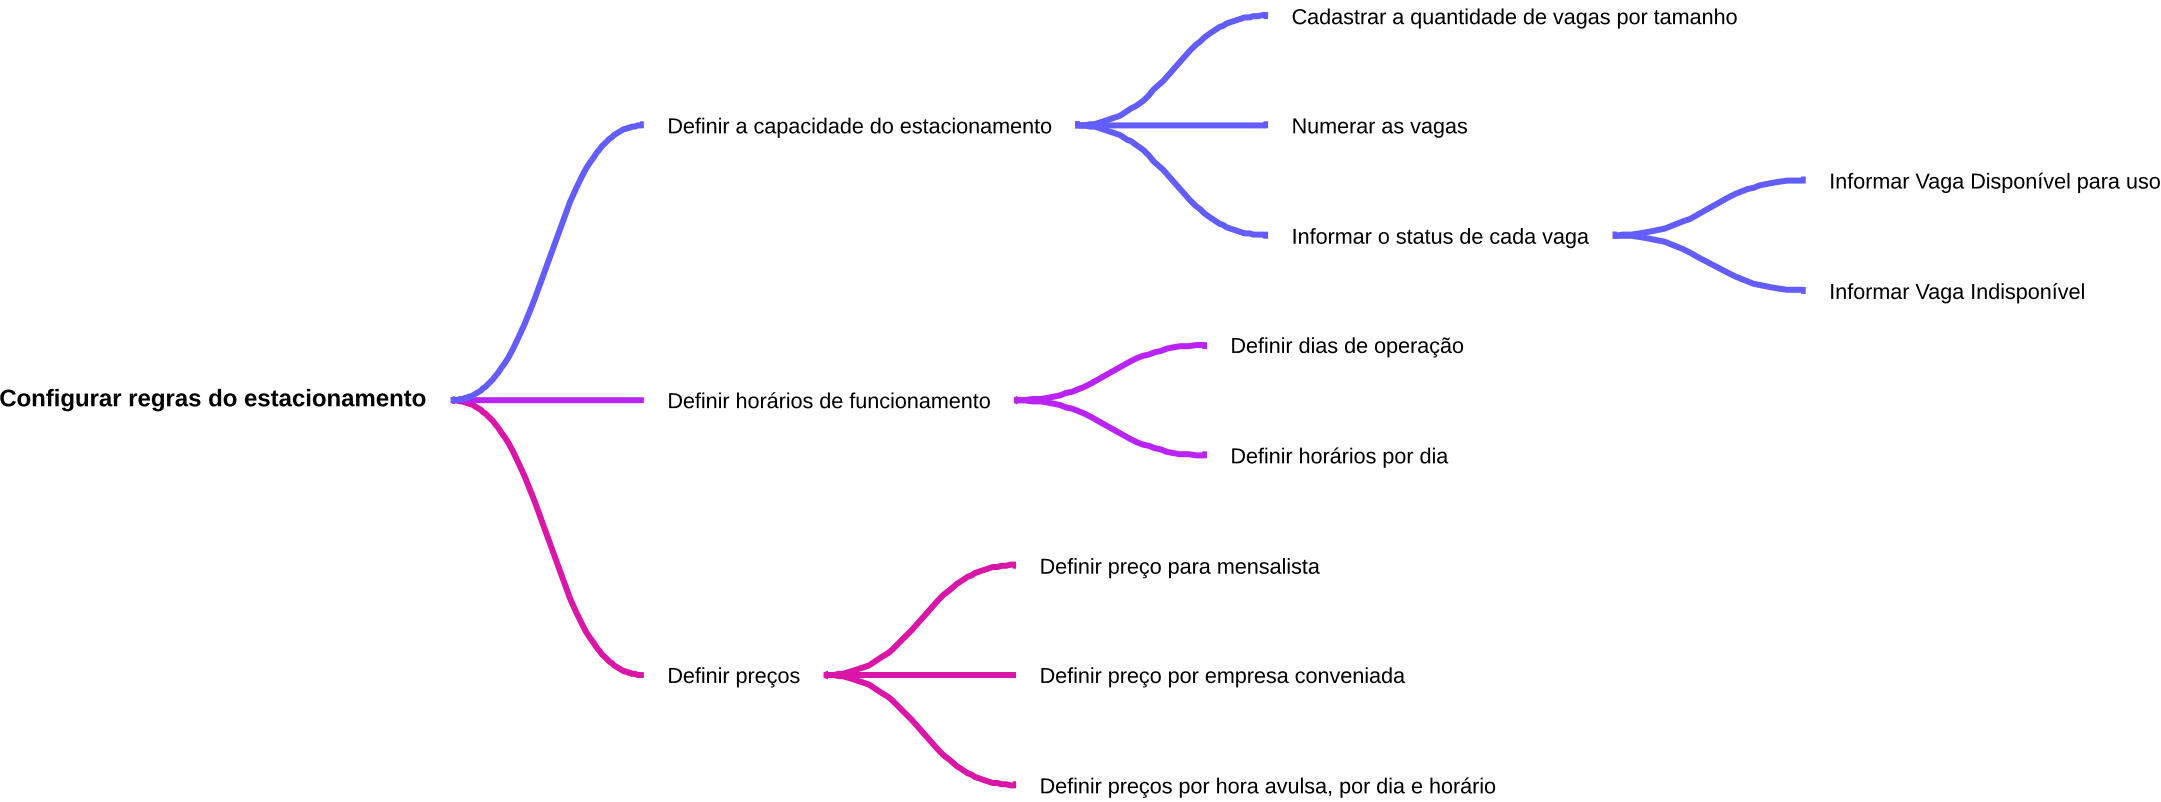 Configurar regras do estacionamento
Definir a capacidade do estacionamento
Cadastrar a quantidade de vagas por tamanho
Numerar as vagas
Informar o status de cada vaga
Informar Vaga Disponível para uso
Informar Vaga Indisponível
Definir horários de funcionamento
Definir dias de operação
Definir horários por dia
Definir preços
Definir preço para mensalista
Definir preço por empresa conveniada
Definir preços por hora avulsa, por dia e horário